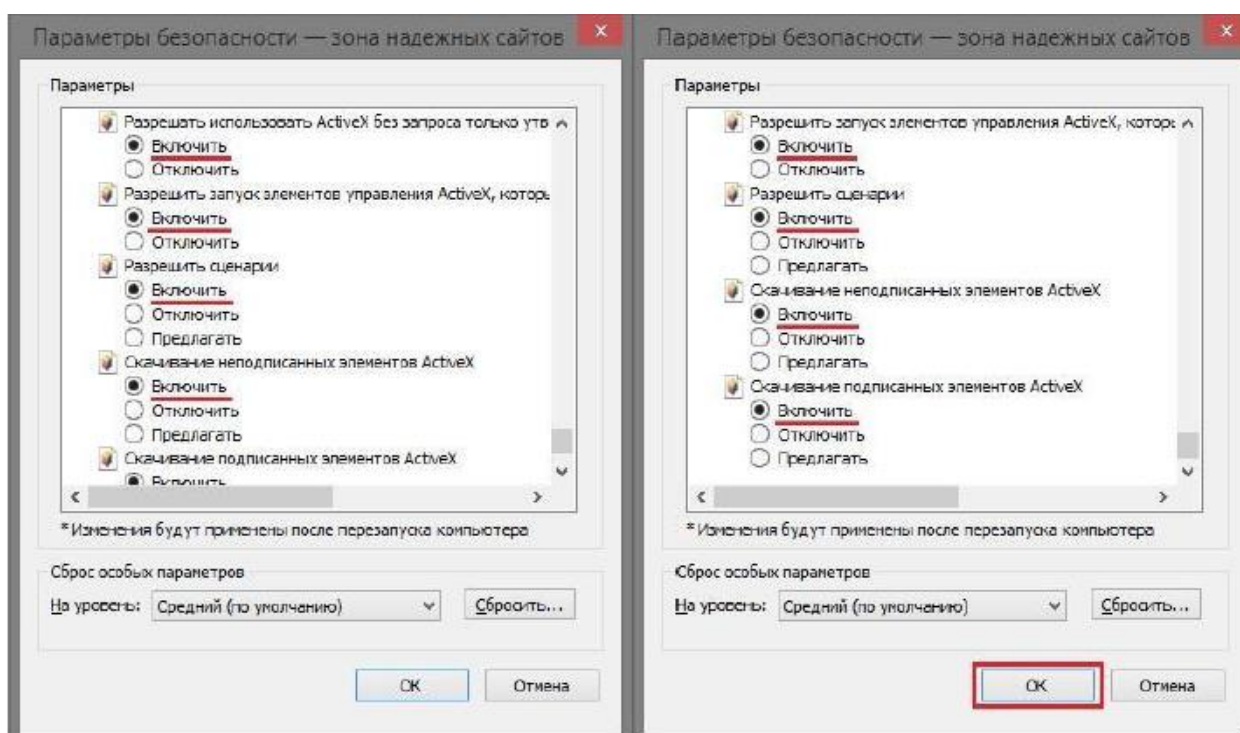 Параметры безопасности — зона надежных сайтов
Параметры
Разрешать использовать ActiveX без запроса только утв
Включить
Отключить
Разрешить запуск элементов управления ActiveX, которы
Включить
Отключить
Разрешить сценарии
Включить
Отключить
Предлагать
Скачивание неподписанных элементов ActiveX
Включить
Отключить
Предлагать
Скачивание подписанных элементов ActiveX
Включить
*Изменения будут применены после перезапуска компьютера
Сброс особых параметров
На уровень: Средний (по умолчанию) Сбросить...
ОК Отмена
Параметры безопасности — зона надежных сайтов
Параметры
Разрешить запуск элементов управления ActiveX, которы
Включить
Отключить
Разрешить сценарии
Включить
Отключить
Предлагать
Скачивание неподписанных элементов ActiveX
Включить
Отключить
Предлагать
Скачивание подписанных элементов ActiveX
Включить
Отключить
Предлагать
*Изменения будут применены после перезапуска компьютера
Сброс особых параметров
На уровень: Средний (по умолчанию) Сбросить...
ОК Отмена